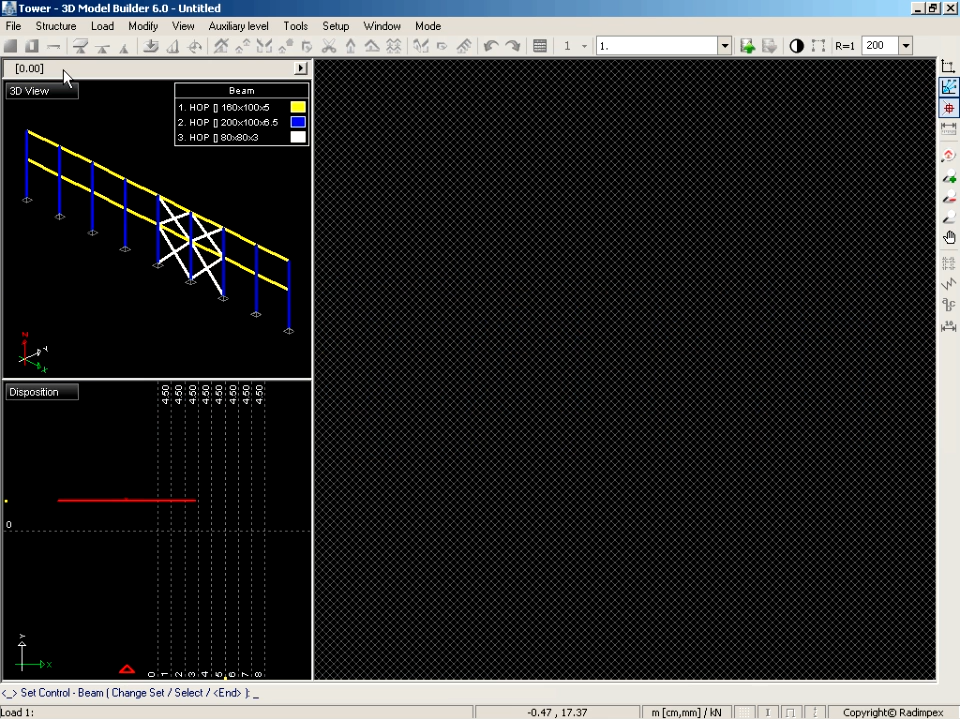 Tower - 3D Model Builder 6.0 - Untitled
File Structure Load Modify View Auxiliary level Tools Setup Window Mode
1 1. R=1 200
[0.00]
3D View
Beam
1. HOP [] 160x100x5
2. HOP [] 200x100x6.5
3. HOP [] 80x80x3
Z
Y
X
Disposition
4.50 4.50 4.50 4.50 4.50 4.50 4.50 4.50
0
Y
X
0 1 2 3 4 5 6 7 8
<_> Set Control - Beam ( Change Set / Select / <End> ): _
Load 1: -0.47 , 17.37 m [cm,mm] / kN Copyright© Radimpex